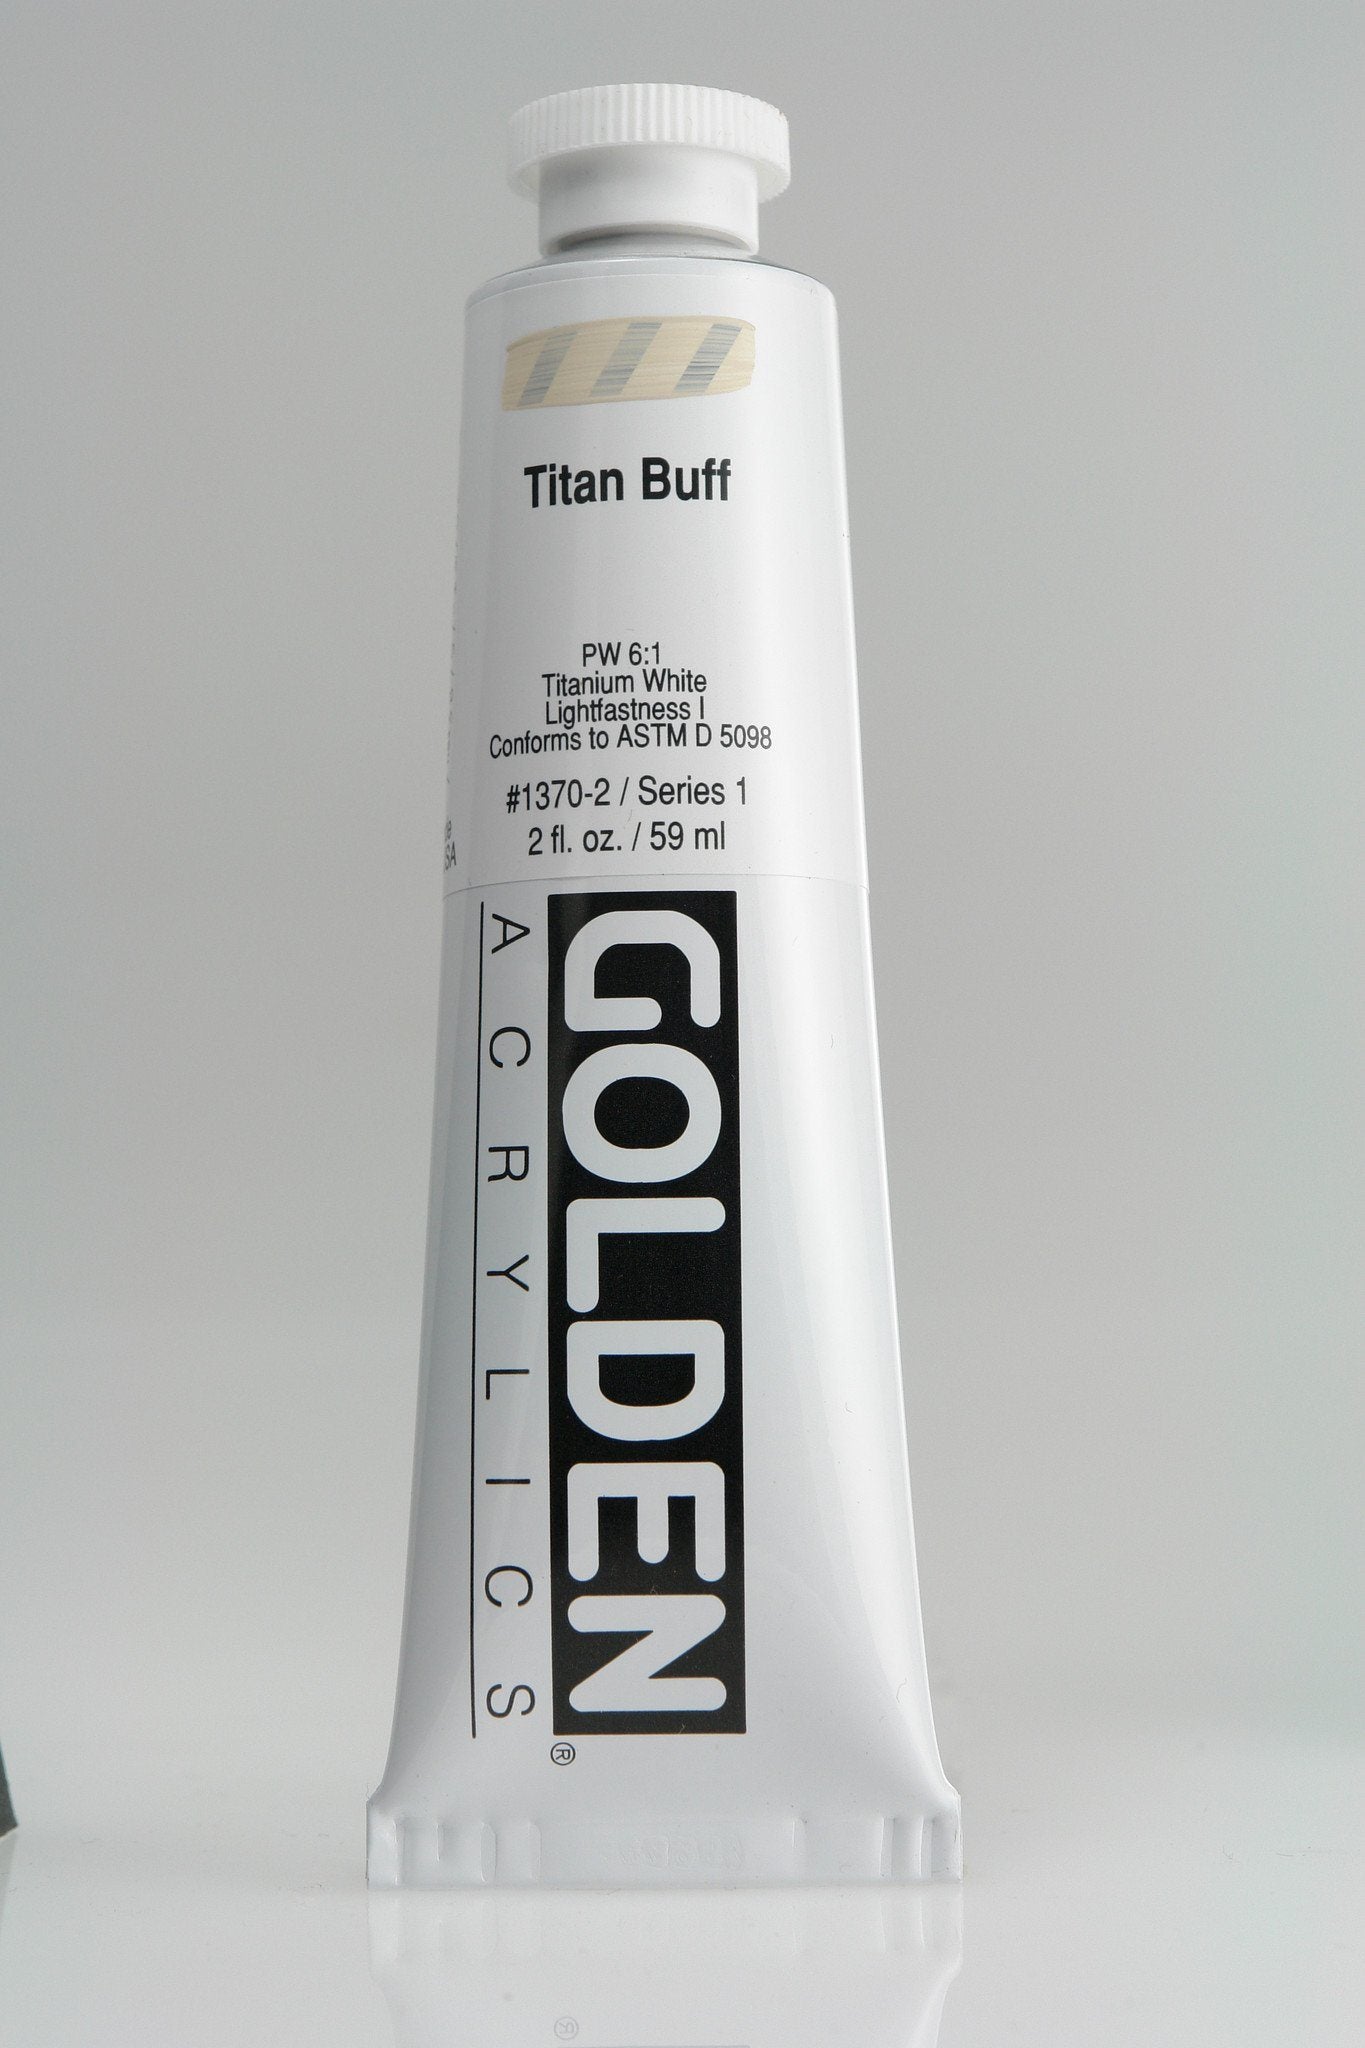 Titan Buff
PW 6:1
Titanium White
Lightfastness I
Conforms to ASTM D 5098
#1370-2 / Series 1
2 fl. oz. / 59 ml
GOLDEN
ACRYLICS
®